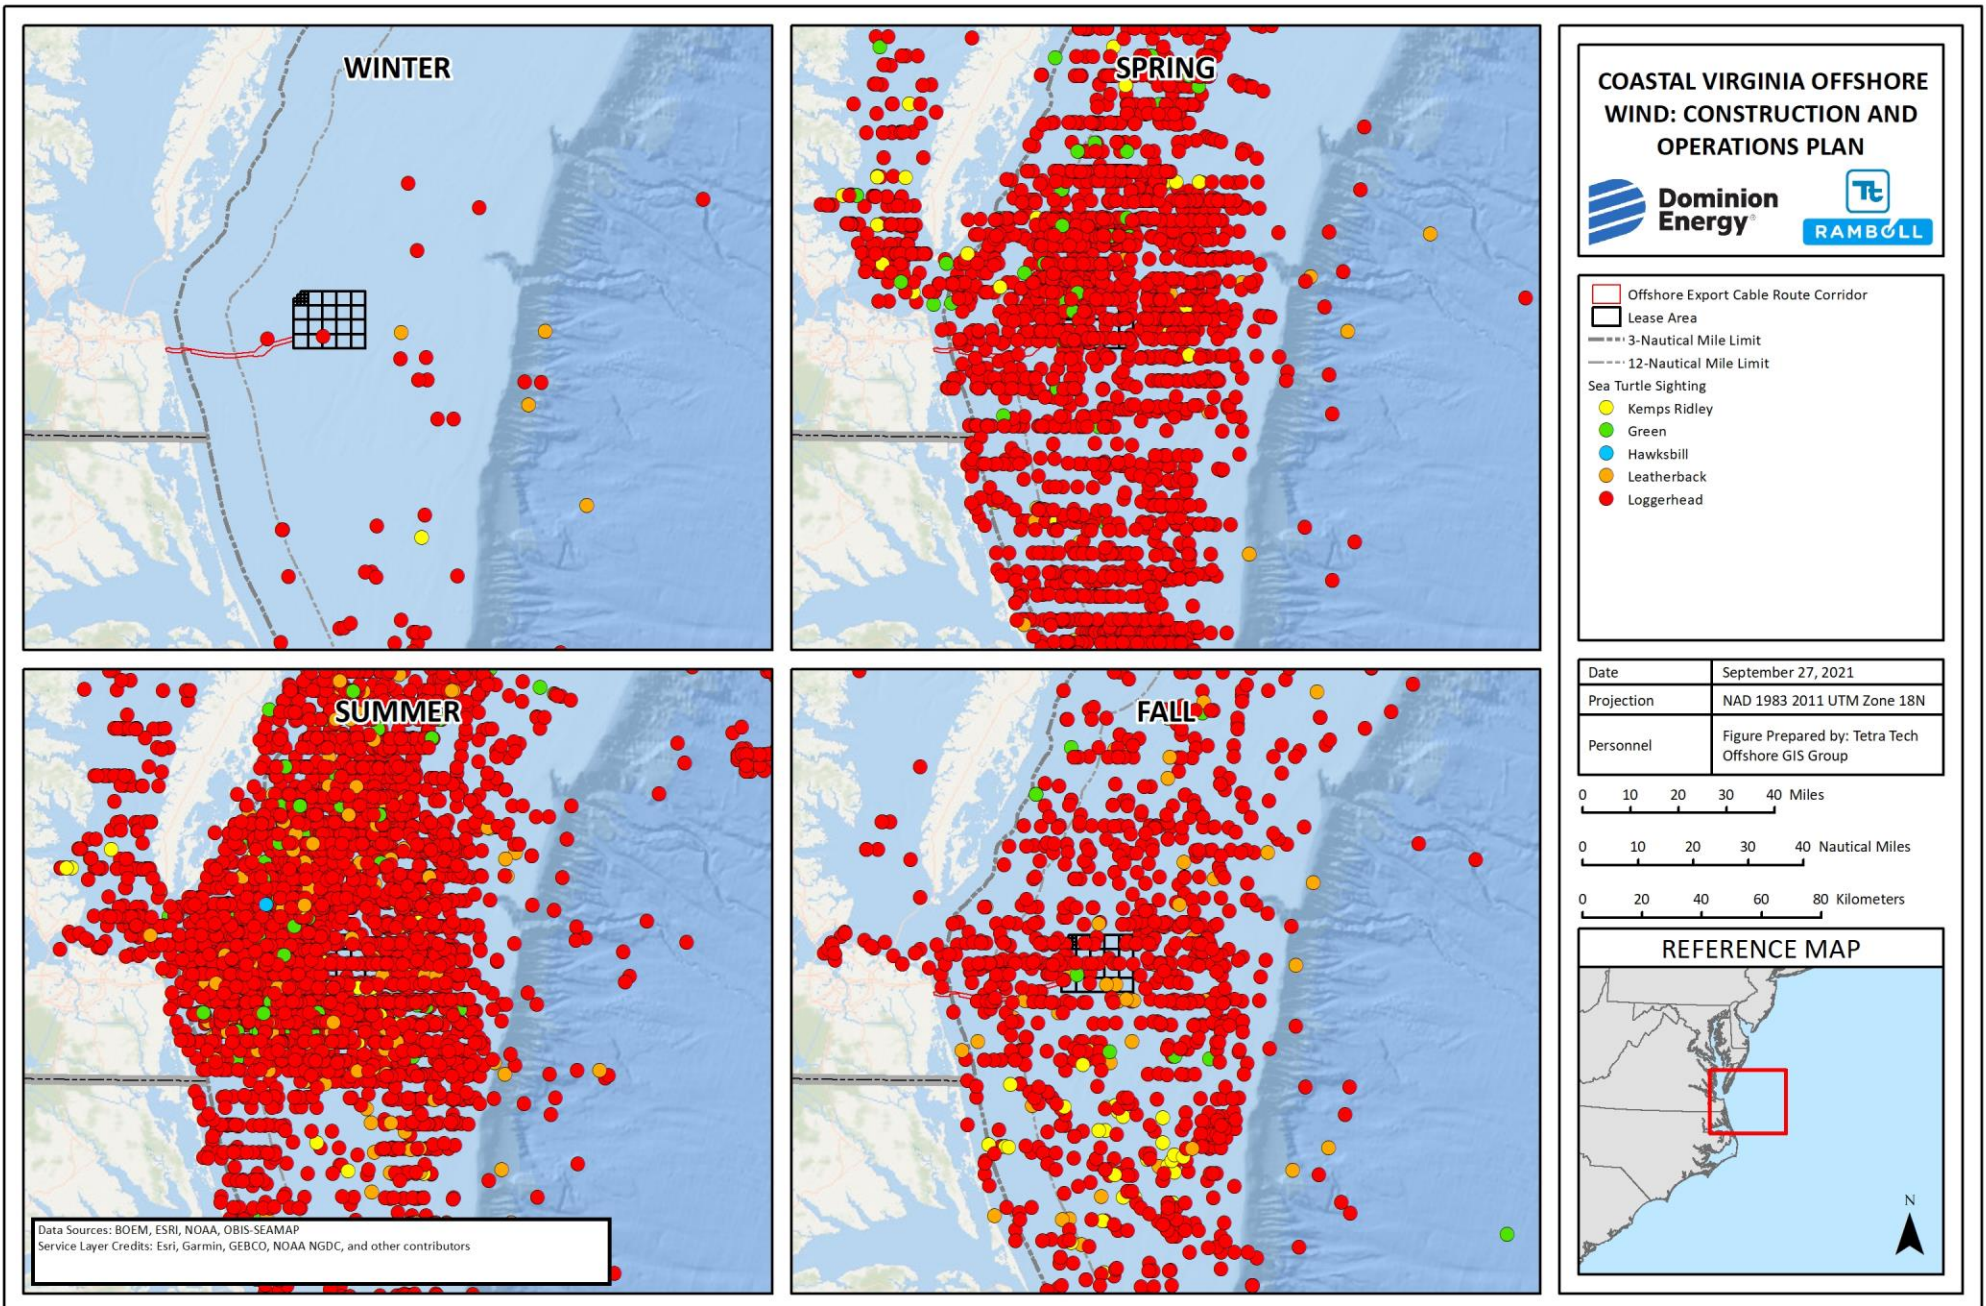 WINTER
SPRING
SUMMER
FALL
Data Sources: BOEM, ESRI, NOAA, OBIS-SEAMAP
Service Layer Credits: Esri, Garmin, GEBCO, NOAA NGDC, and other contributors
COASTAL VIRGINIA OFFSHORE
WIND: CONSTRUCTION AND
OPERATIONS PLAN
Dominion
Energy®
Tt
RAMBOLL
Offshore Export Cable Route Corridor
Lease Area
3-Nautical Mile Limit
12-Nautical Mile Limit
Sea Turtle Sighting
Kemps Ridley
Green
Hawksbill
Leatherback
Loggerhead
Date September 27, 2021
Projection NAD 1983 2011 UTM Zone 18N
Personnel Figure Prepared by: Tetra Tech
Offshore GIS Group
0 10 20 30 40 Miles
0 10 20 30 40 Nautical Miles
0 20 40 60 80 Kilometers
REFERENCE MAP
N